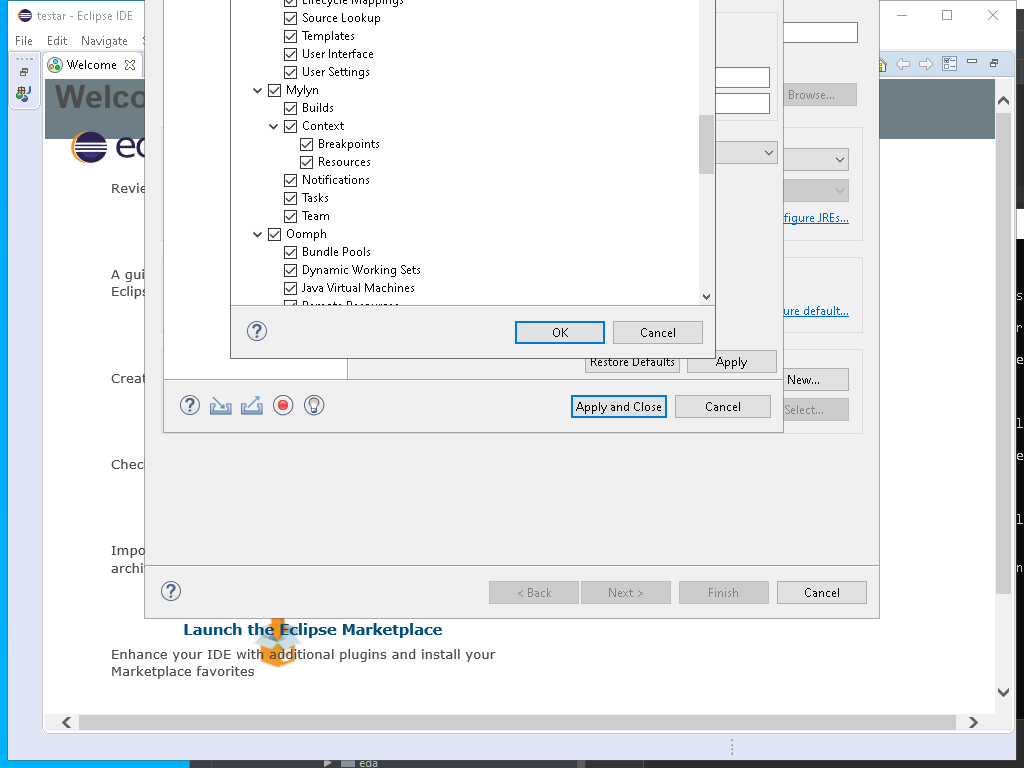 testar - Eclipse IDE
File Edit Navigate
Welcome
Welco
Revie
A gui
Eclips
Creat
Chec
Impo
archi
Launch the Eclipse Marketplace
Enhance your IDE with additional plugins and install your
Marketplace favorites
Lifecycle Mappings
Source Lookup
Templates
User Interface
User Settings
Mylyn
Builds
Context
Breakpoints
Resources
Notifications
Tasks
Team
Oomph
Bundle Pools
Dynamic Working Sets
Java Virtual Machines
Remote Resources
OK Cancel
Restore Defaults Apply
Apply and Close Cancel
Browse...
figure JREs...
ure default...
New...
Select...
< Back Next > Finish Cancel
eda